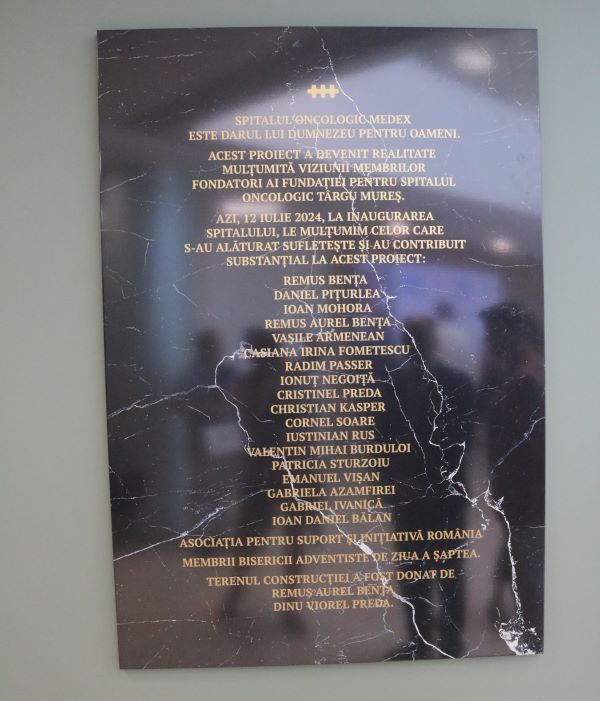 SPITALUL ONCOLOGIC MEDEX
ESTE DARUL LUI DUMNEZEU PENTRU OAMENI.
ACEST PROIECT A DEVENIT REALITATE
MULȚUMITĂ VIZIUNII MEMBRILOR
FONDATORI AI FUNDAȚIEI PENTRU SPITALUL
ONCOLOGIC TÂRGU MUREȘ.
AZI, 12 IULIE 2024, LA INAUGURAREA
SPITALULUI, LE MULȚUMIM CELOR CARE
S-AU ALĂTURAT SUFLETEȘTE ȘI AU CONTRIBUIT
SUBSTANȚIAL LA ACEST PROIECT:
REMUS BENȚA
DANIEL PIȚURLEA
IOAN MOHORA
REMUS AUREL BENȚA
VASILE ARMENEAN
CASIANA IRINA FOMETESCU
RADIM PASSER
IONUȚ NEGOIȚĂ
CRISTINEL PREDA
CHRISTIAN KASPER
CORNEL SOARE
IUSTINIAN RUS
VALENTIN MIHAI BURDULOI
PATRICIA STURZOIU
EMANUEL VIȘAN
GABRIELA AZAMFIREI
GABRIEL IVANICĂ
IOAN DANIEL BĂLAN
ASOCIAȚIA PENTRU SUPORT ȘI INIȚIATIVĂ ROMÂNIA
MEMBRII BISERICII ADVENTISTE DE ZIUA A ȘAPTEA.
TERENUL CONSTRUCȚIEI A FOST DONAT DE
REMUS AUREL BENȚA
DINU VIOREL PREDA.